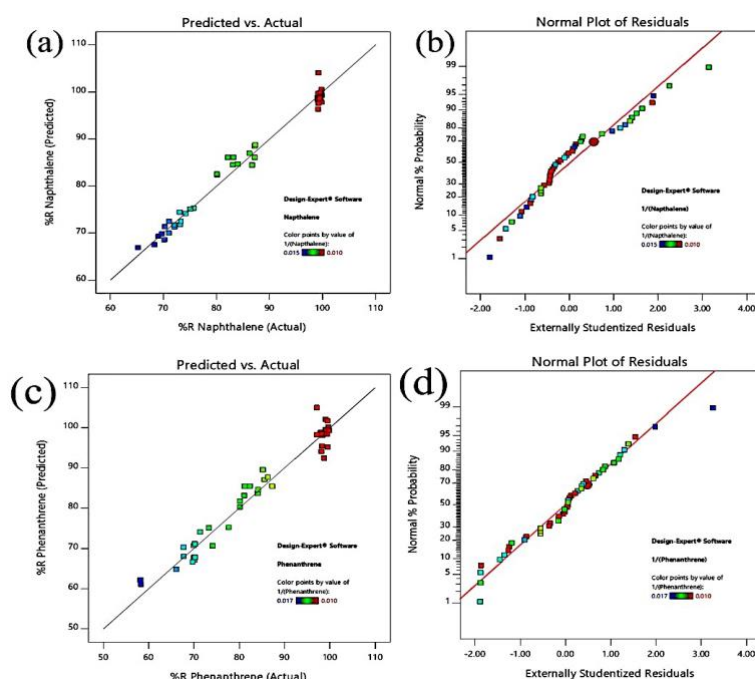 (a)
Predicted vs. Actual
%R Naphthalene (Predicted)
110
100
90
80
70
60
Design-Expert® Software
Napthalene
Color points by value of
1/(Napthalene):
0.015 0.010
60 70 80 90 100 110
%R Naphthalene (Actual)
(b)
Normal Plot of Residuals
Normal % Probability
99
95
90
80
70
50
30
20
10
5
1
Design-Expert® Software
1/(Napthalene)
Color points by value of
1/(Napthalene):
0.015 0.010
-2.00 -1.00 0.00 1.00 2.00 3.00 4.00
Externally Studentized Residuals
(c)
Predicted vs. Actual
%R Phenanthrene (Predicted)
110
100
90
80
70
60
50
Design-Expert® Software
Phenanthrene
Color points by value of
1/(Phenanthrene):
0.017 0.010
50 60 70 80 90 100 110
%R Phenanthrene (Actual)
(d)
Normal Plot of Residuals
Normal % Probability
99
95
90
80
70
50
30
20
10
5
1
Design-Expert® Software
1/(Phenanthrene)
Color points by value of
1/(Phenanthrene):
0.017 0.010
-2.00 -1.00 0.00 1.00 2.00 3.00 4.00
Externally Studentized Residuals